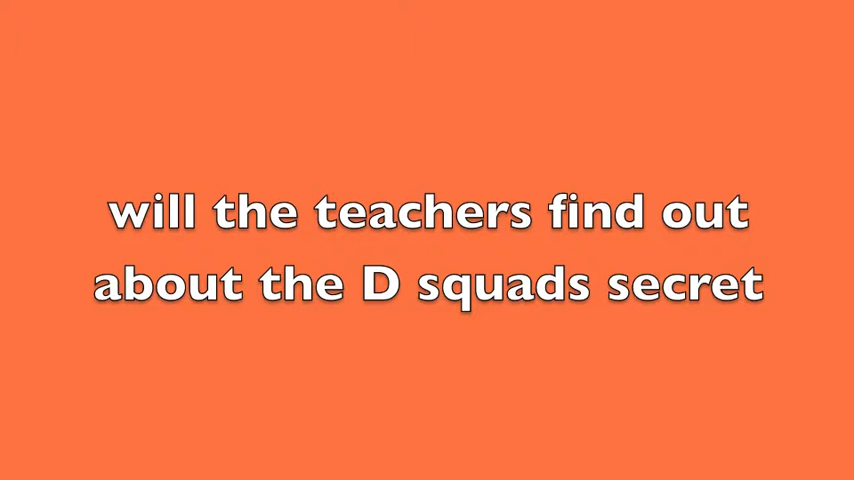 will the teachers find out
about the D squads secret